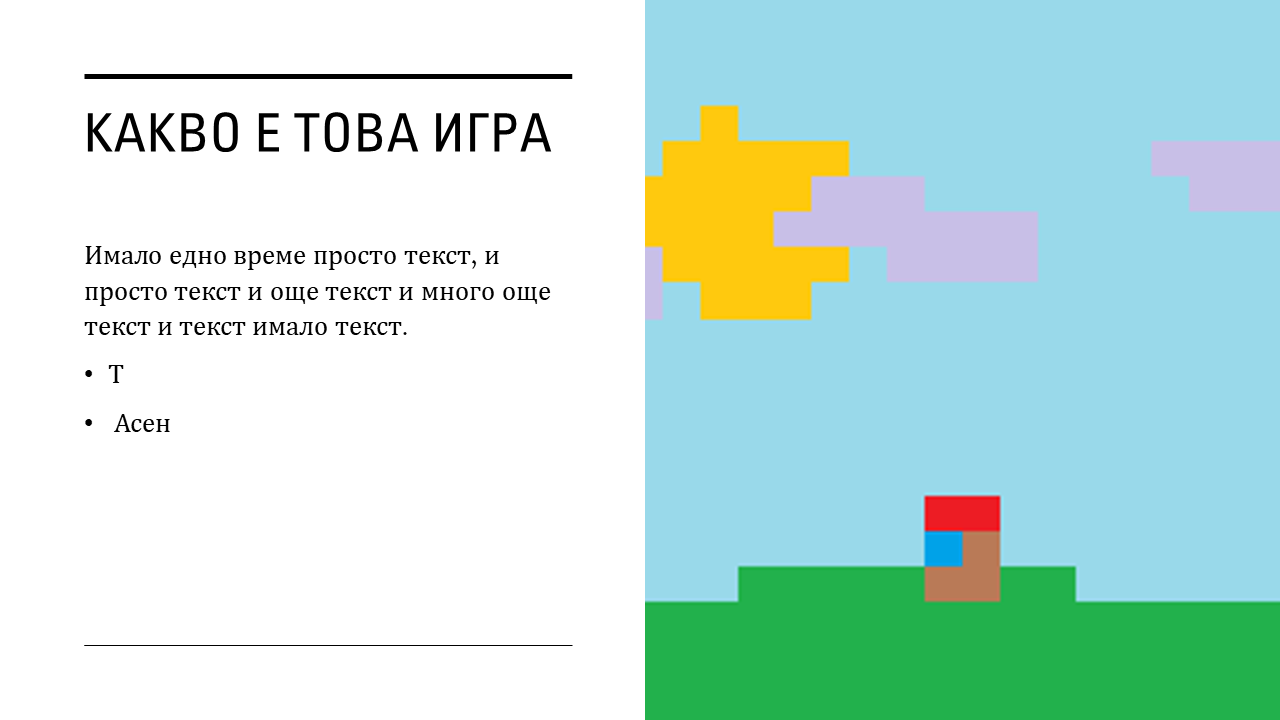 КАКВО Е ТОВА ИГРА
Имало едно време просто текст, и
просто текст и още текст и много още
текст и текст имало текст.
• Т
• Асен